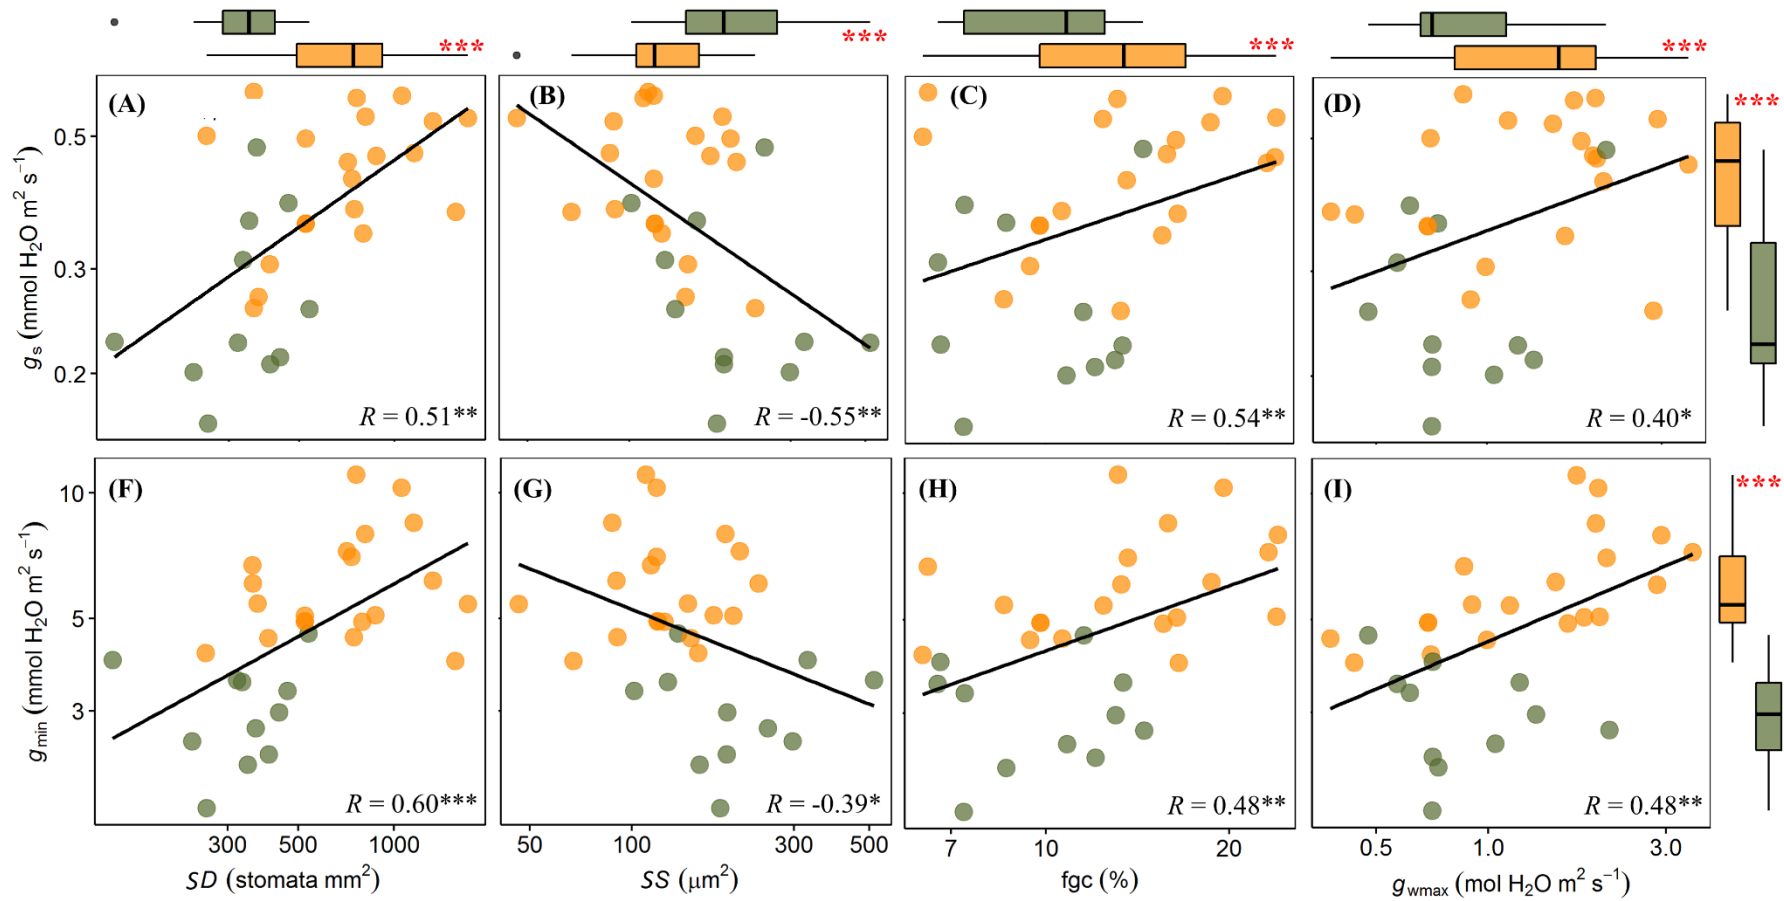 ***
***
***
***
(A)
(B)
(C)
(D)
***
0.5
0.3
0.2
gs (mmol H2O m² s⁻¹)
R = 0.51**
R = -0.55**
R = 0.54**
R = 0.40*
(F)
(G)
(H)
(I)
***
10
5
3
gmin (mmol H2O m² s⁻¹)
R = 0.60***
R = -0.39*
R = 0.48**
R = 0.48**
300 500 1000
50 100 300 500
7 10 20
0.5 1.0 3.0
SD (stomata mm²)
SS (μm²)
fgc (%)
gwmax (mol H2O m² s⁻¹)